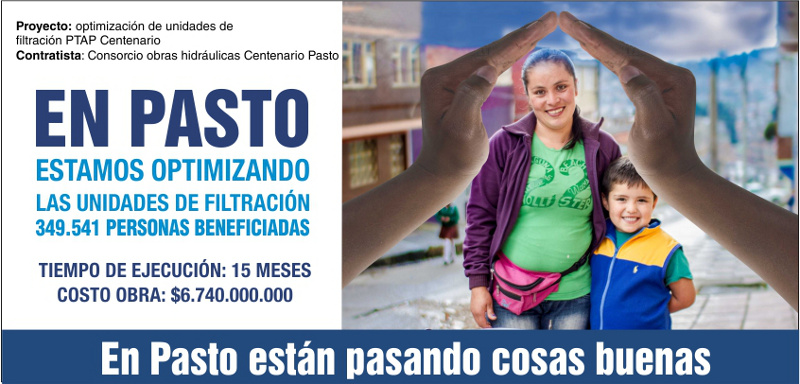 Proyecto: optimización de unidades de
filtración PTAP Centenario
Contratista: Consorcio obras hidráulicas Centenario Pasto
EN PASTO
ESTAMOS OPTIMIZANDO
LAS UNIDADES DE FILTRACIÓN
349.541 PERSONAS BENEFICIADAS
TIEMPO DE EJECUCIÓN: 15 MESES
COSTO OBRA: $6.740.000.000
HOLLISTER
En Pasto están pasando cosas buenas